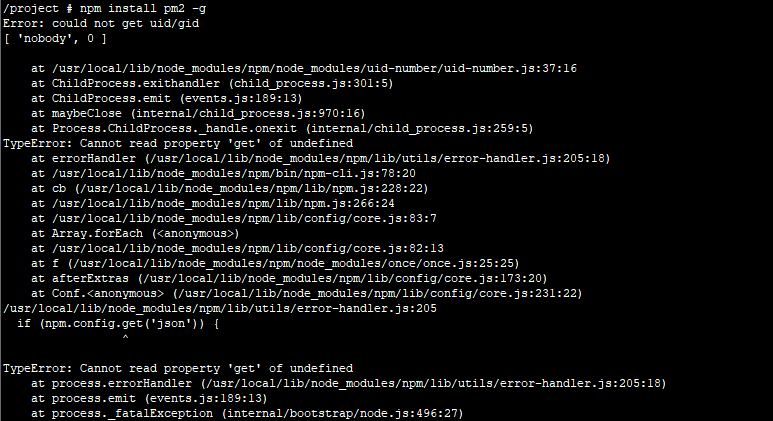 /project # npm install pm2 -g
Error: could not get uid/gid
[ 'nobody', 0 ]
at /usr/local/lib/node_modules/npm/node_modules/uid-number/uid-number.js:37:16
at ChildProcess.exithandler (child_process.js:301:5)
at ChildProcess.emit (events.js:189:13)
at maybeClose (internal/child_process.js:970:16)
at Process.ChildProcess._handle.onexit (internal/child_process.js:259:5)
TypeError: Cannot read property 'get' of undefined
at errorHandler (/usr/local/lib/node_modules/npm/lib/utils/error-handler.js:205:18)
at /usr/local/lib/node_modules/npm/bin/npm-cli.js:78:20
at cb (/usr/local/lib/node_modules/npm/lib/npm.js:228:22)
at /usr/local/lib/node_modules/npm/lib/npm.js:266:24
at /usr/local/lib/node_modules/npm/lib/config/core.js:83:7
at Array.forEach (<anonymous>)
at /usr/local/lib/node_modules/npm/lib/config/core.js:82:13
at f (/usr/local/lib/node_modules/npm/node_modules/once/once.js:25:25)
at afterExtras (/usr/local/lib/node_modules/npm/lib/config/core.js:173:20)
at Conf.<anonymous> (/usr/local/lib/node_modules/npm/lib/config/core.js:231:22)
/usr/local/lib/node_modules/npm/lib/utils/error-handler.js:205
if (npm.config.get('json')) {
^
TypeError: Cannot read property 'get' of undefined
at process.errorHandler (/usr/local/lib/node_modules/npm/lib/utils/error-handler.js:205:18)
at process.emit (events.js:189:13)
at process._fatalException (internal/bootstrap/node.js:496:27)